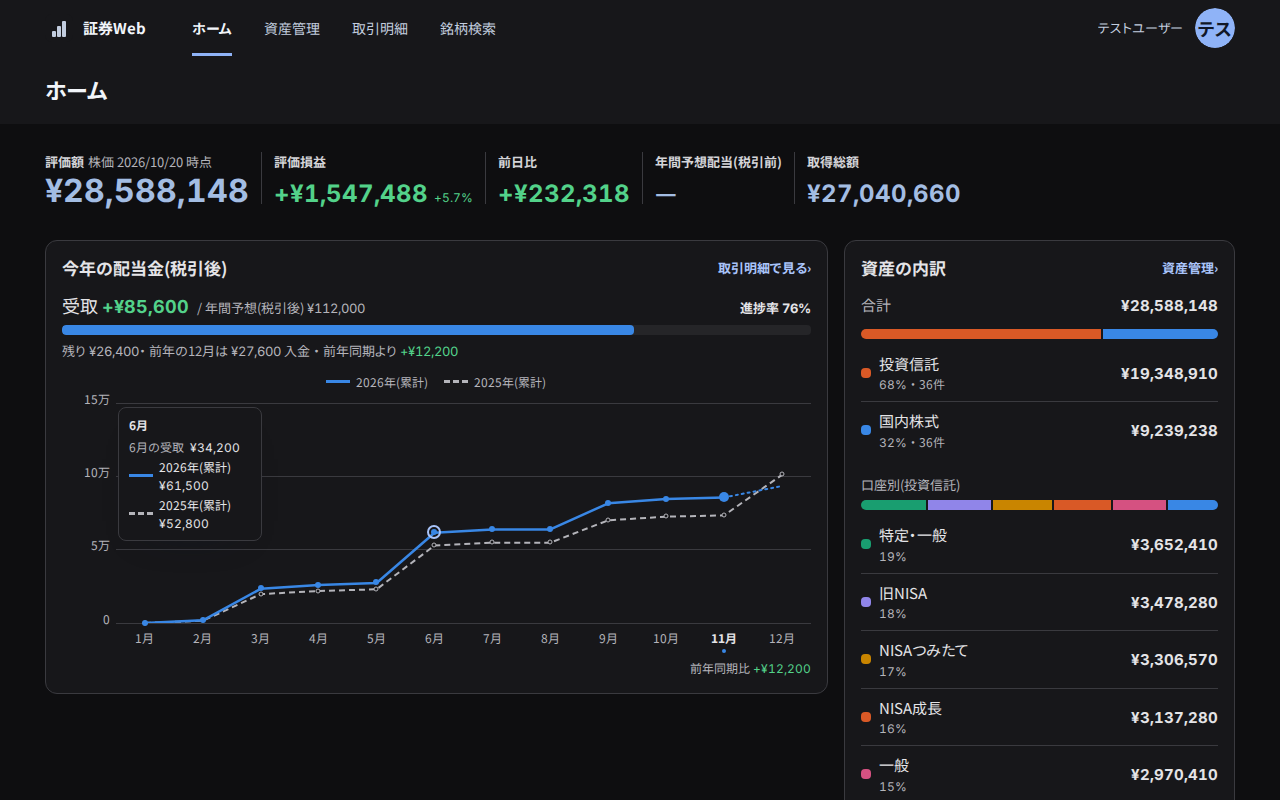 証券Web
ホーム
資産管理
取引明細
銘柄検索
テストユーザー
テス
ホーム
評価額 株価 2026/10/20 時点
¥28,588,148
評価損益
+¥1,547,488 +5.7%
前日比
+¥232,318
年間予想配当(税引前)
—
取得総額
¥27,040,660
今年の配当金(税引後)
取引明細で見る›
受取 +¥85,600 / 年間予想(税引後) ¥112,000
進捗率 76%
残り ¥26,400・前年の12月は ¥27,600 入金・前年同期より +¥12,200
2026年(累計)
2025年(累計)
15万
10万
5万
0
6月
6月の受取 ¥34,200
2026年(累計)
¥61,500
2025年(累計)
¥52,800
1月
2月
3月
4月
5月
6月
7月
8月
9月
10月
11月
12月
前年同期比 +¥12,200
資産の内訳
資産管理›
合計
¥28,588,148
投資信託
68%・36件
¥19,348,910
国内株式
32%・36件
¥9,239,238
口座別(投資信託)
特定・一般
19%
¥3,652,410
旧NISA
18%
¥3,478,280
NISAつみたて
17%
¥3,306,570
NISA成長
16%
¥3,137,280
一般
15%
¥2,970,410